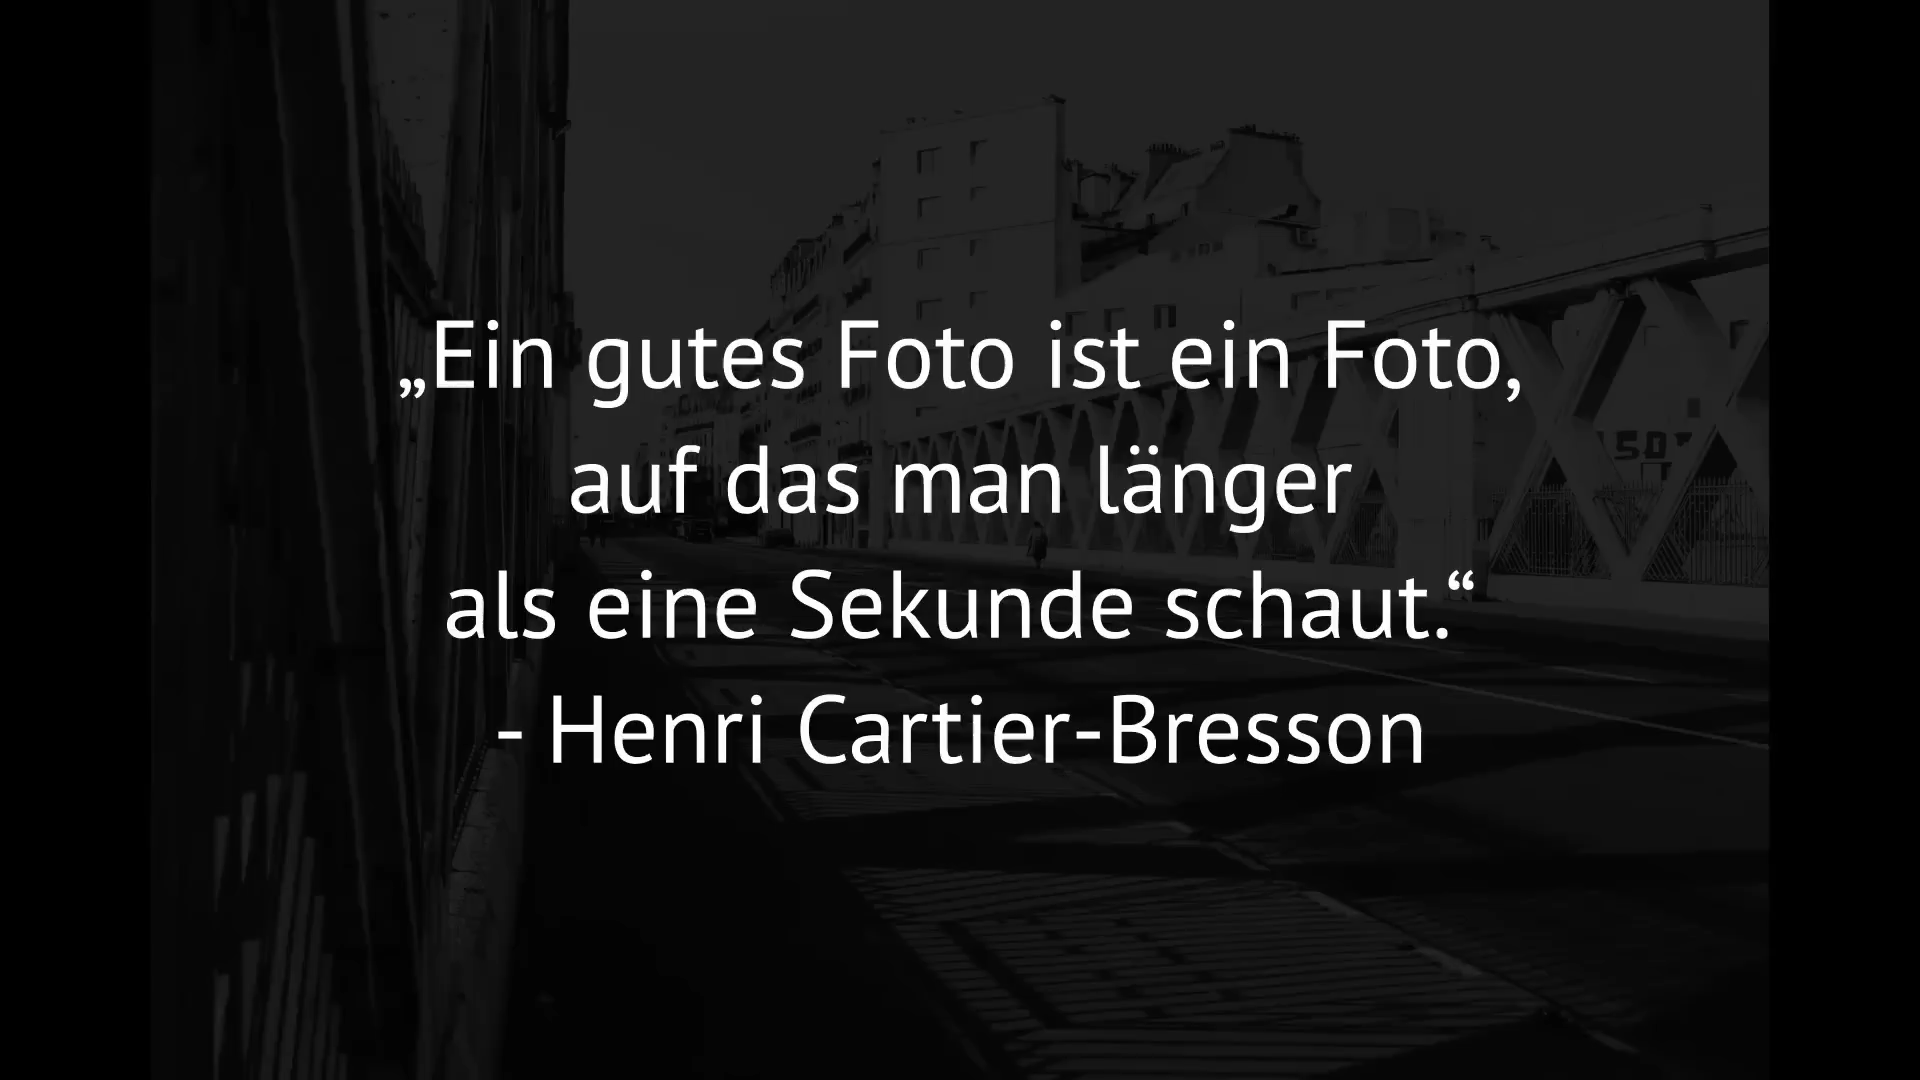 „Ein gutes Foto ist ein Foto,
auf das man länger
als eine Sekunde schaut.“
- Henri Cartier-Bresson